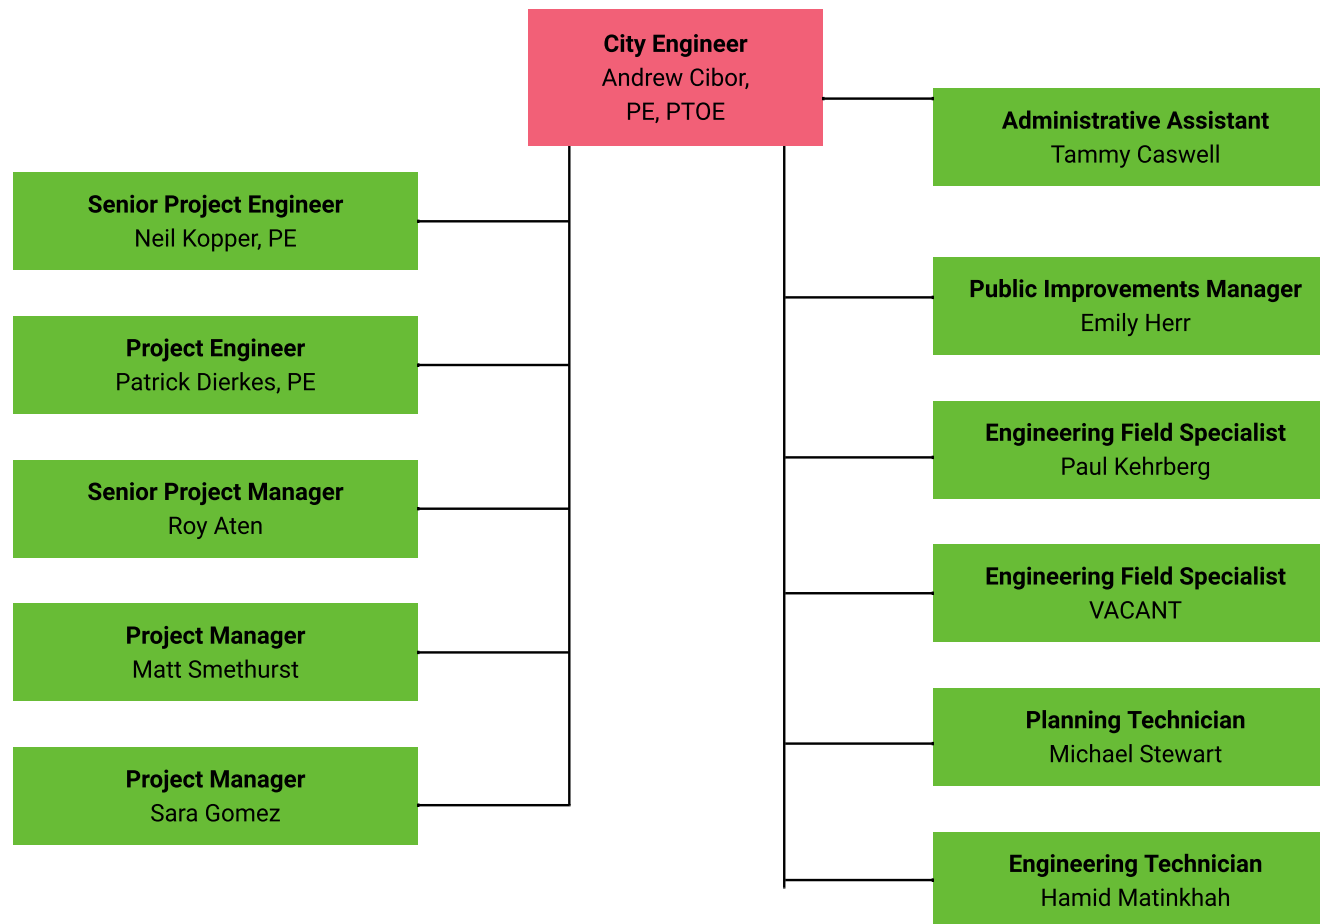 City Engineer
Andrew Cibor,
PE, PTOE
Administrative Assistant
Tammy Caswell
Senior Project Engineer
Neil Kopper, PE
Project Engineer
Patrick Dierkes, PE
Senior Project Manager
Roy Aten
Project Manager
Matt Smethurst
Project Manager
Sara Gomez
Public Improvements Manager
Emily Herr
Engineering Field Specialist
Paul Kehrberg
Engineering Field Specialist
VACANT
Planning Technician
Michael Stewart
Engineering Technician
Hamid Matinkhah